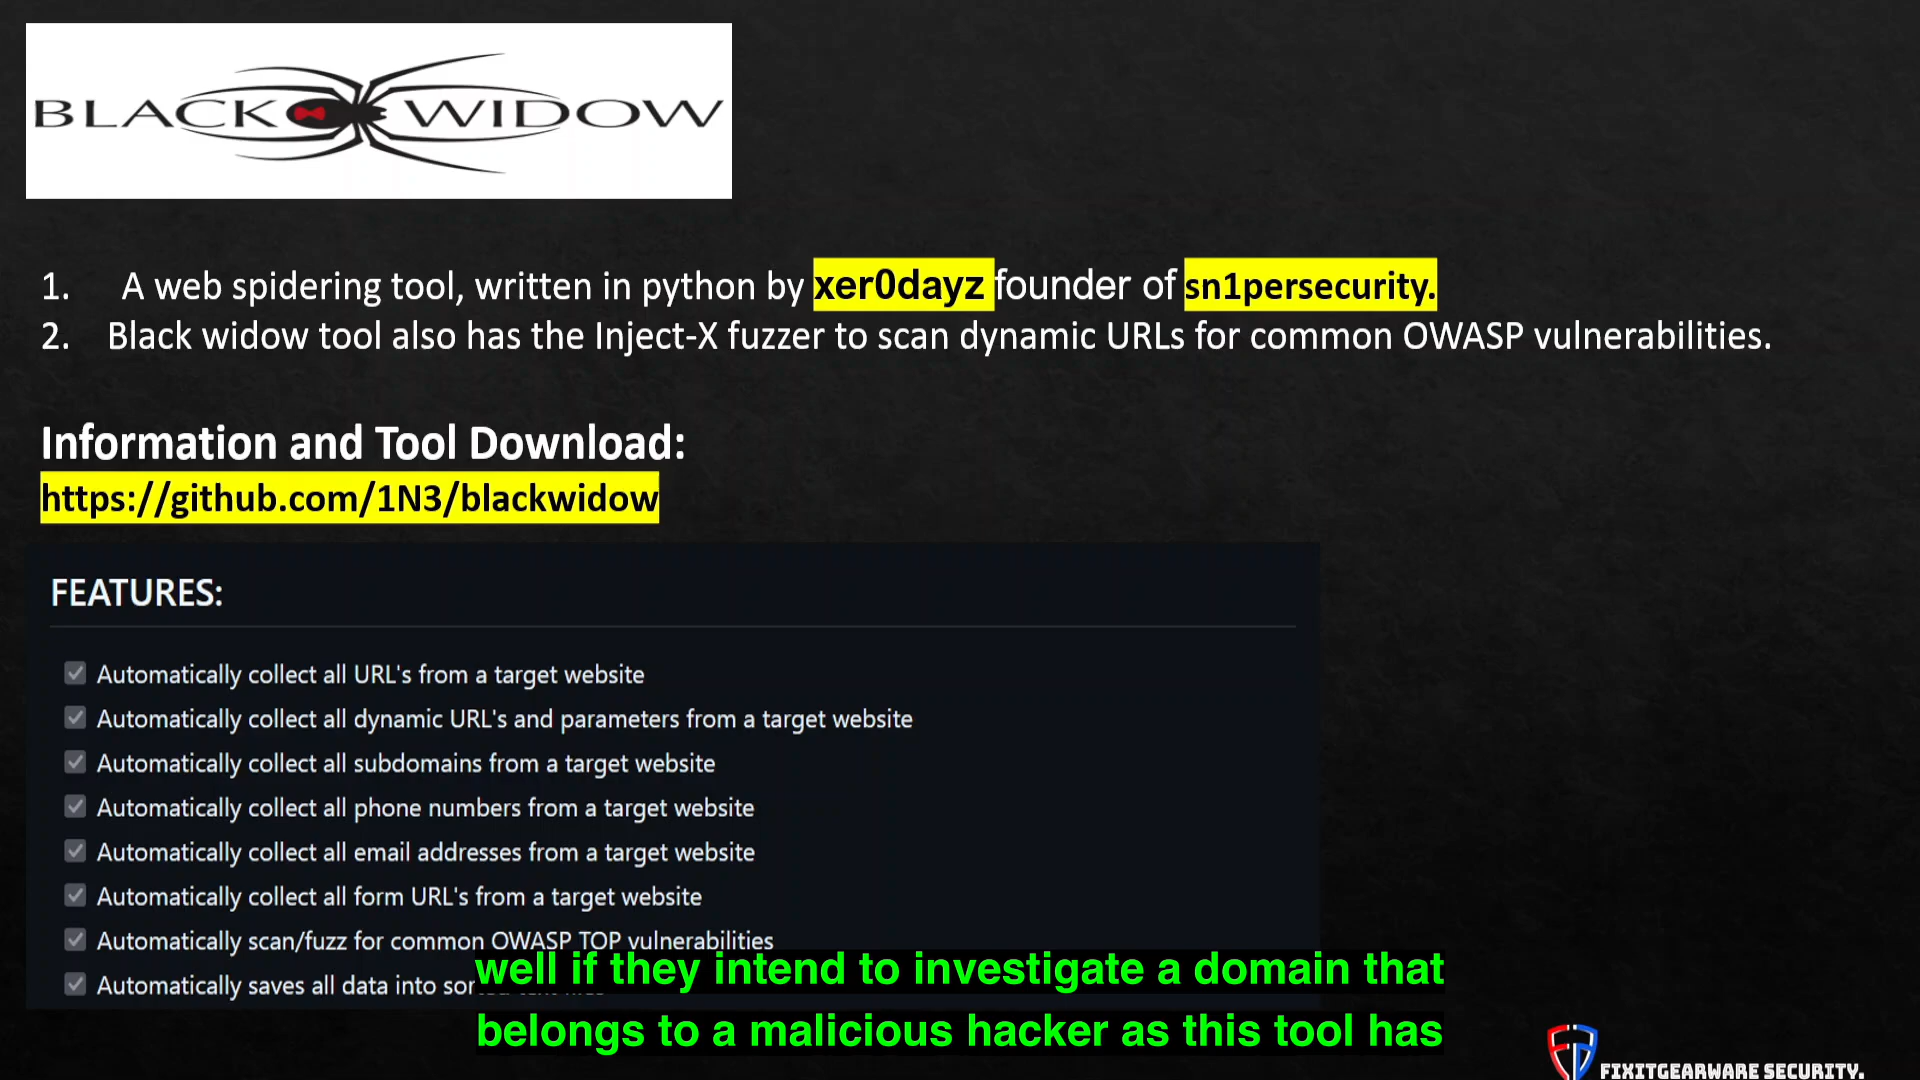 BLACK WIDOW
1. A web spidering tool, written in python by xer0dayz founder of sn1persecurity.
2. Black widow tool also has the Inject-X fuzzer to scan dynamic URLs for common OWASP vulnerabilities.
Information and Tool Download:
https://github.com/1N3/blackwidow
FEATURES:
Automatically collect all URL's from a target website
Automatically collect all dynamic URL's and parameters from a target website
Automatically collect all subdomains from a target website
Automatically collect all phone numbers from a target website
Automatically collect all email addresses from a target website
Automatically collect all form URL's from a target website
Automatically scan/fuzz for common OWASP TOP vulnerabilities
Automatically saves all data into
well if they intend to investigate a domain that
belongs to a malicious hacker as this tool has
FIXITGEARWARE SECURITY.